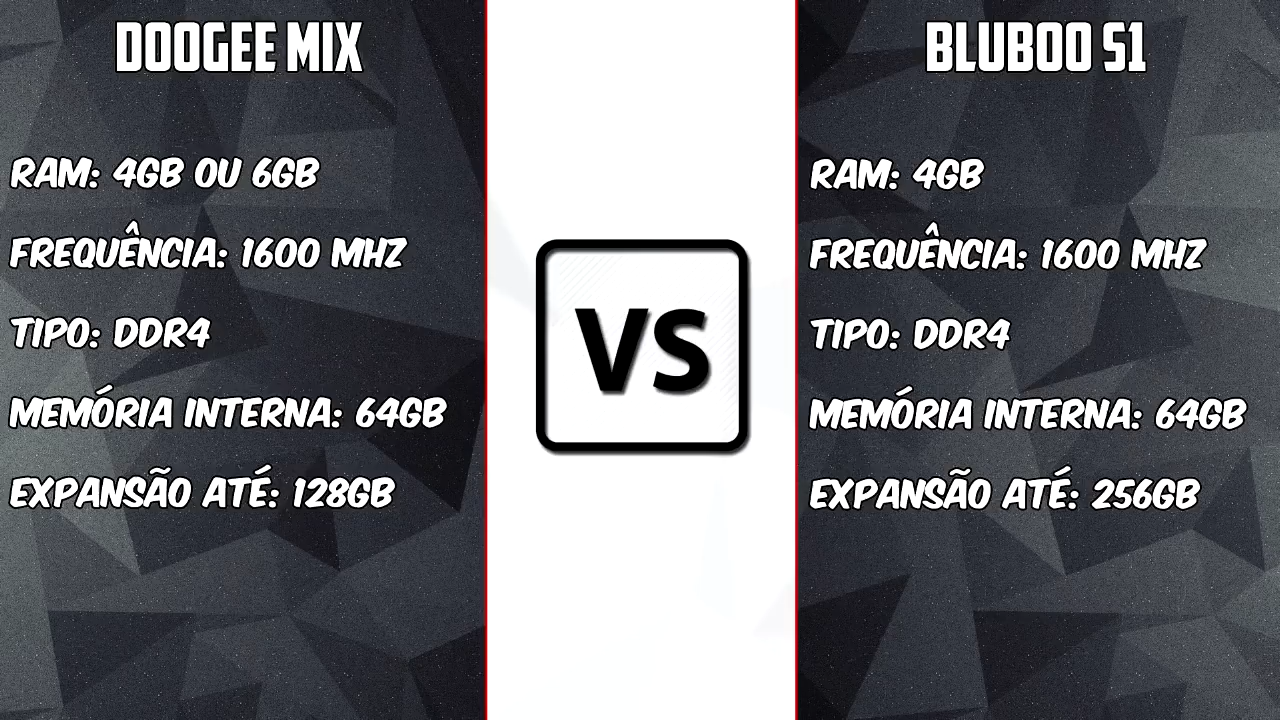 DOOGEE MIX
RAM: 4GB OU 6GB
FREQUÊNCIA: 1600 MHZ
TIPO: DDR4
MEMÓRIA INTERNA: 64GB
EXPANSÃO ATÉ: 128GB
VS
BLUBOO S1
RAM: 4GB
FREQUÊNCIA: 1600 MHZ
TIPO: DDR4
MEMÓRIA INTERNA: 64GB
EXPANSÃO ATÉ: 256GB